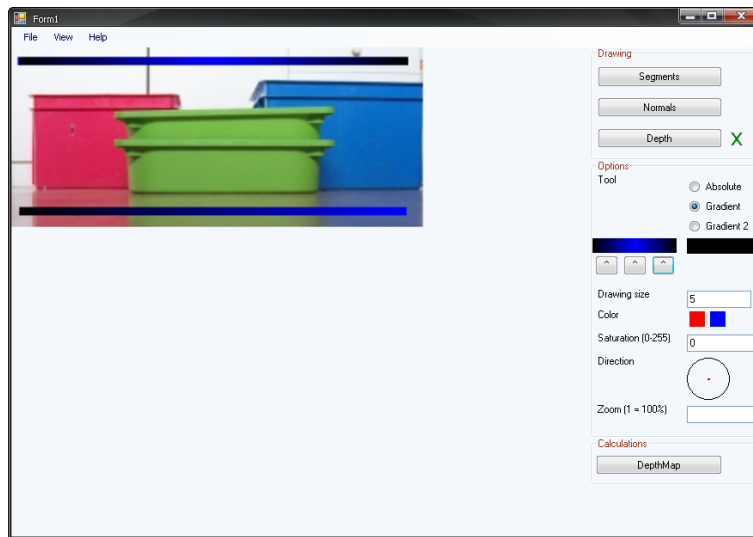 Form1
File View Help
Drawing
Segments
Normals
Depth X
Options
Tool
Absolute
Gradient
Gradient 2
^ ^ ^
Drawing size 5
Color
Saturation (0-255) 0
Direction
Zoom (1 = 100%)
Calculations
DepthMap